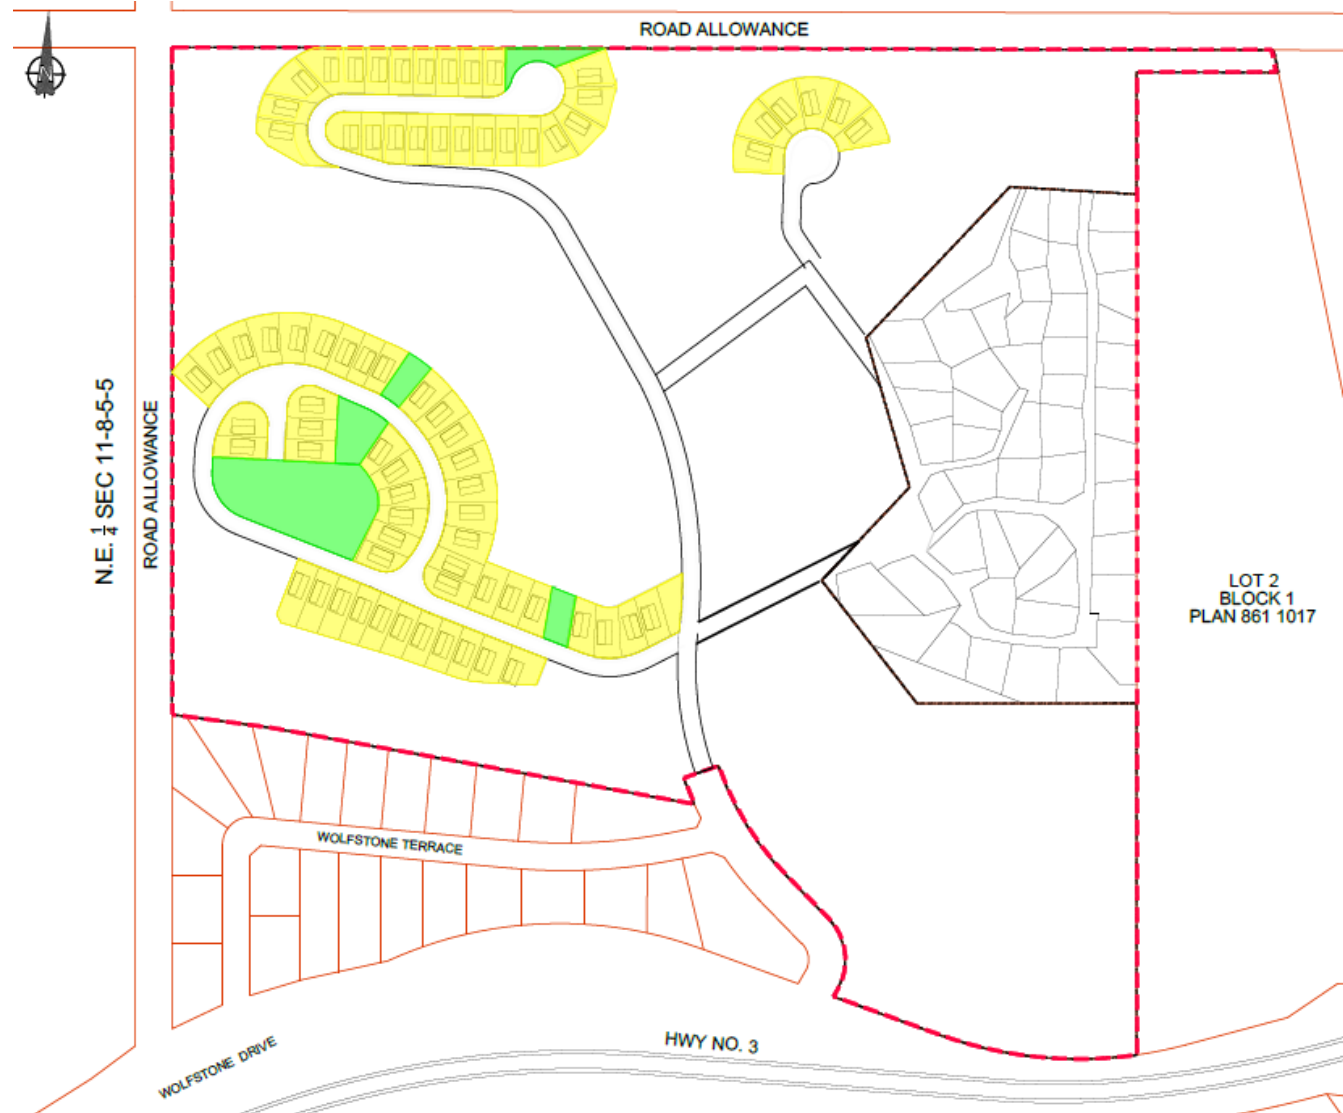 ROAD ALLOWANCE
N
N.E. 1/4 SEC 11-8-5-5
ROAD ALLOWANCE
LOT 2
BLOCK 1
PLAN 861 1017
WOLFSTONE TERRACE
HWY NO. 3
WOLFSTONE DRIVE